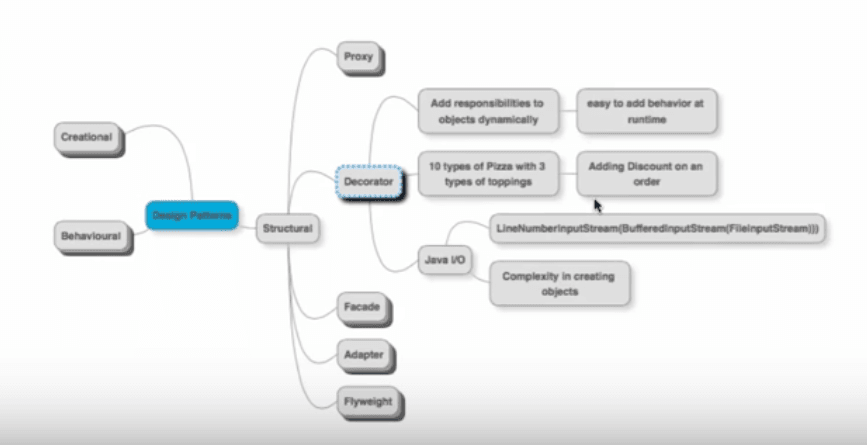 Proxy
Add responsibilities to
objects dynamically
easy to add behavior at
runtime
Creational
10 types of Pizza with 3
types of toppings
Adding Discount on an
order
Decorator
Design Patterns
Structural
LineNumberInputStream(BufferedInputStream(FileInputStream)))
Behavioural
Java I/O
Complexity in creating
objects
Facade
Adapter
Flyweight